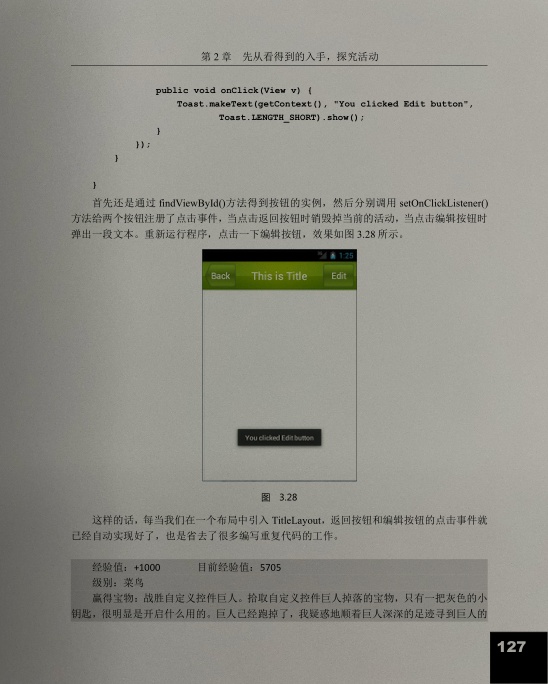 第 2 章 先从看得到的入手，探究活动
public void onClick(View v) {
Toast.makeText(getContext(), "You clicked Edit button",
Toast.LENGTH_SHORT).show();
}
});
}
}
首先还是通过 findViewById()方法得到按钮的实例，然后分别调用 setOnClickListener()
方法给两个按钮注册了点击事件，当点击返回按钮时销毁掉当前的活动，当点击编辑按钮时
弹出一段文本。重新运行程序，点击一下编辑按钮，效果如图 3.28 所示。
1:25
Back This is Title Edit
You clicked Edit button
图 3.28
这样的话，每当我们在一个布局中引入 TitleLayout，返回按钮和编辑按钮的点击事件就
已经自动实现好了，也是省去了很多编写重复代码的工作。
经验值：+1000 目前经验值：5705
级别：菜鸟
赢得宝物：战胜自定义控件巨人。拾取自定义控件巨人掉落的宝物，只有一把灰色的小
钥匙，很明显是开启什么用的。巨人已经跑掉了，我疑惑地顺着巨人深深的足迹寻到巨人的
127